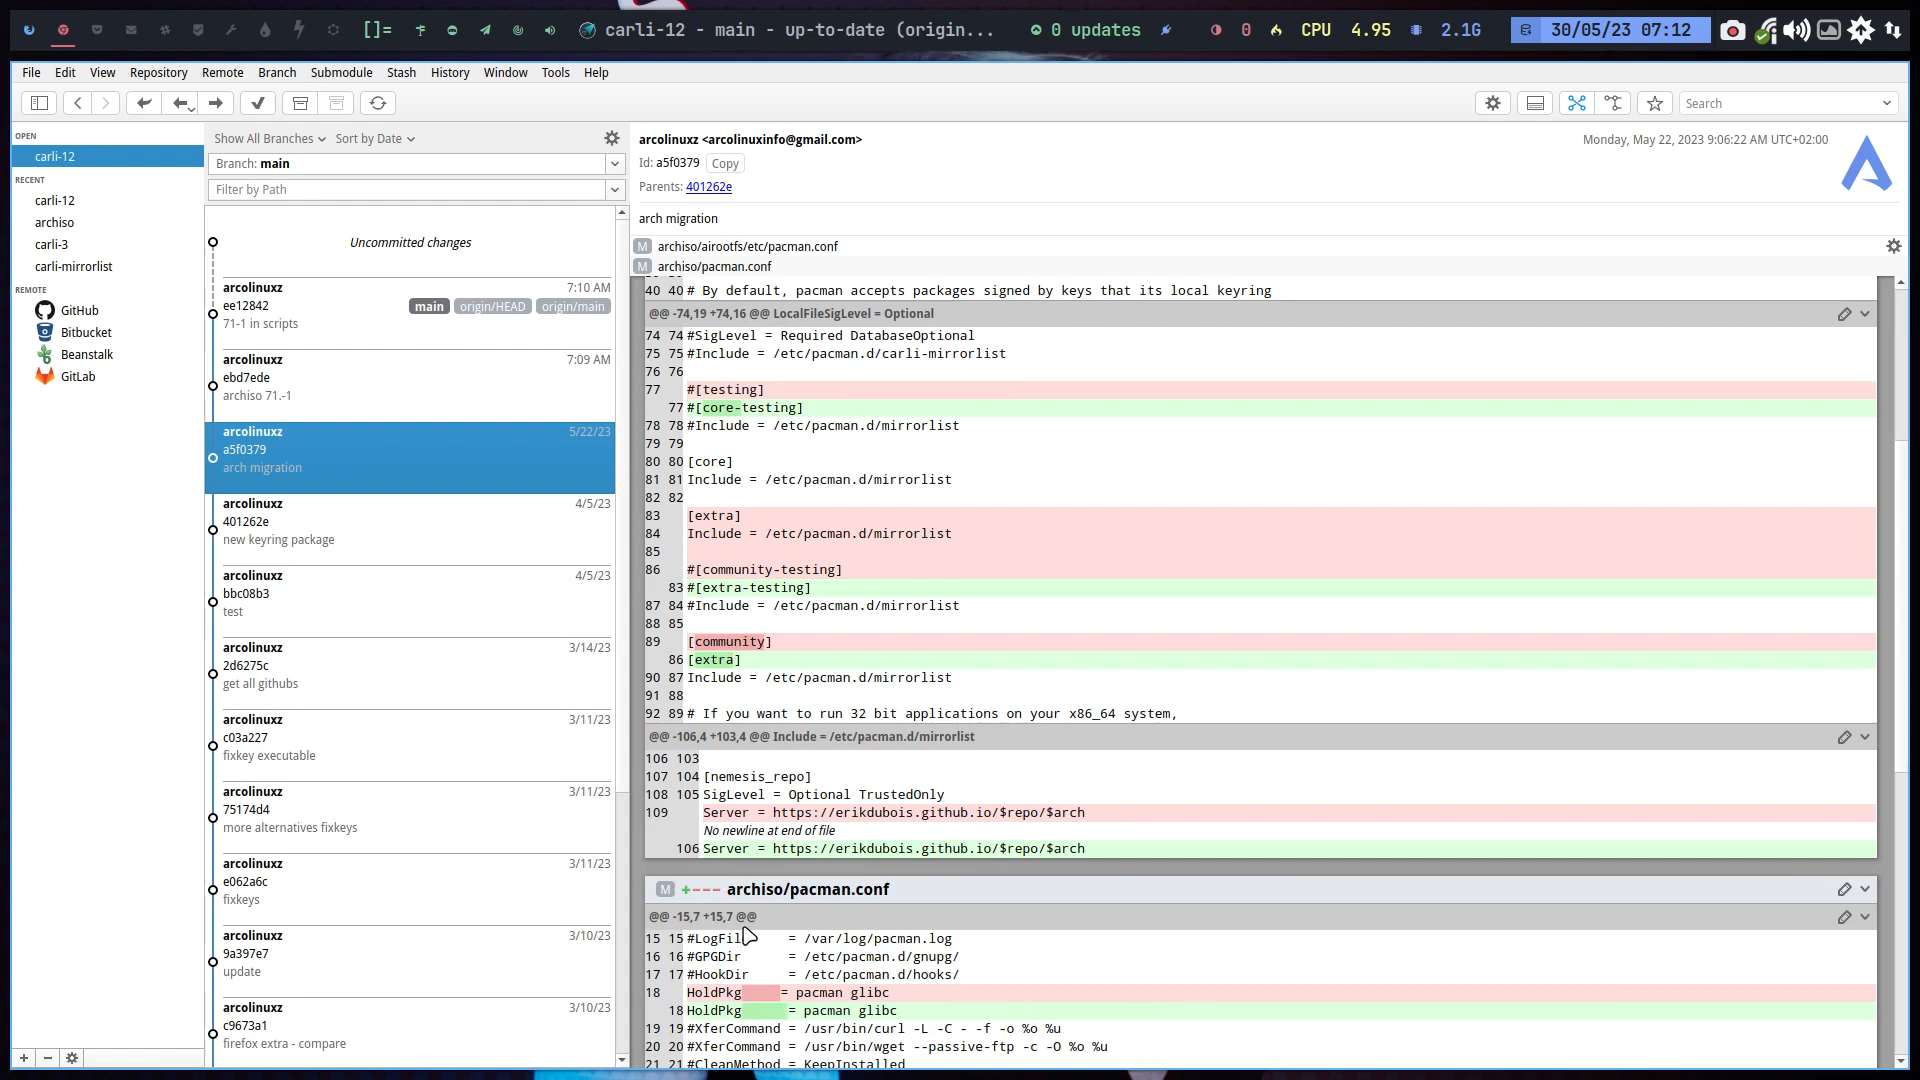 []=
carli-12 - main - up-to-date (origin...
0 updates
0
CPU 4.95
2.1G
30/05/23 07:12
File Edit View Repository Remote Branch Submodule Stash History Window Tools Help
Search
OPEN
carli-12
RECENT
carli-12
archiso
carli-3
carli-mirrorlist
REMOTE
GitHub
Bitbucket
Beanstalk
GitLab
Show All Branches Sort by Date
Branch: main
Filter by Path
Uncommitted changes
arcolinuxz 7:10 AM
ee12842 main origin/HEAD origin/main
71-1 in scripts
arcolinuxz 7:09 AM
ebd7ede
archiso 71.-1
arcolinuxz 5/22/23
a5f0379
arch migration
arcolinuxz 4/5/23
401262e
new keyring package
arcolinuxz 4/5/23
bbc08b3
test
arcolinuxz 3/14/23
2d6275c
get all githubs
arcolinuxz 3/11/23
c03a227
fixkey executable
arcolinuxz 3/11/23
75174d4
more alternatives fixkeys
arcolinuxz 3/11/23
e062a6c
fixkeys
arcolinuxz 3/10/23
9a397e7
update
arcolinuxz 3/10/23
c9673a1
firefox extra - compare
arcolinuxz <arcolinuxinfo@gmail.com> Monday, May 22, 2023 9:06:22 AM UTC+02:00
Id: a5f0379 Copy
Parents: 401262e
arch migration
M archiso/airootfs/etc/pacman.conf
M archiso/pacman.conf
40 40 # By default, pacman accepts packages signed by keys that its local keyring
@@ -74,19 +74,16 @@ LocalFileSigLevel = Optional
74 74 #SigLevel = Required DatabaseOptional
75 75 #Include = /etc/pacman.d/carli-mirrorlist
76 76
77 #[testing]
77 #[core-testing]
78 78 #Include = /etc/pacman.d/mirrorlist
79 79
80 80 [core]
81 81 Include = /etc/pacman.d/mirrorlist
82 82
83 [extra]
84 Include = /etc/pacman.d/mirrorlist
85
86 #[community-testing]
83 #[extra-testing]
87 84 #Include = /etc/pacman.d/mirrorlist
88 85
89 [community]
86 [extra]
90 87 Include = /etc/pacman.d/mirrorlist
91 88
92 89 # If you want to run 32 bit applications on your x86_64 system,
@@ -106,4 +103,4 @@ Include = /etc/pacman.d/mirrorlist
106 103
107 104 [nemesis_repo]
108 105 SigLevel = Optional TrustedOnly
109 Server = https://erikdubois.github.io/$repo/$arch
No newline at end of file
106 Server = https://erikdubois.github.io/$repo/$arch
M +--- archiso/pacman.conf
@@ -15,7 +15,7 @@
15 15 #LogFil = /var/log/pacman.log
16 16 #GPGDir = /etc/pacman.d/gnupg/
17 17 #HookDir = /etc/pacman.d/hooks/
18 HoldPkg = pacman glibc
18 HoldPkg = pacman glibc
19 19 #XferCommand = /usr/bin/curl -L -C - -f -o %o %u
20 20 #XferCommand = /usr/bin/wget --passive-ftp -c -O %o %u
21 21 #CleanMethod = KeepInstalled